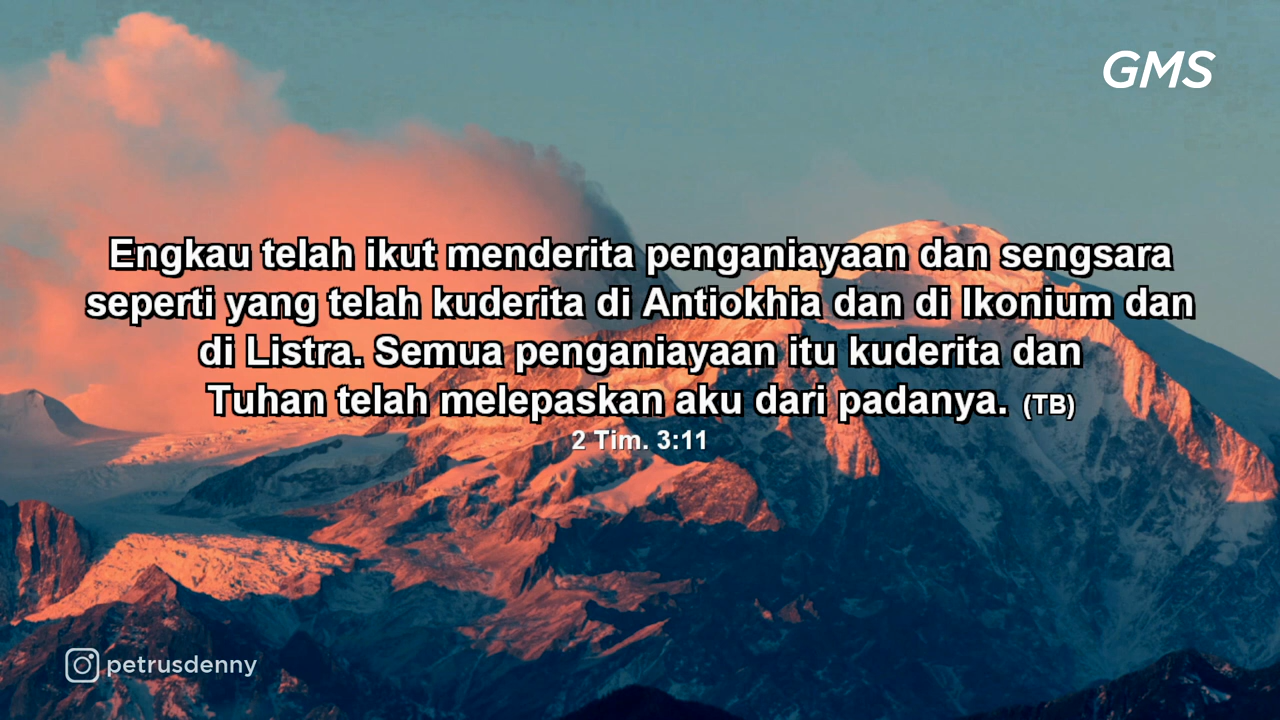 GMS
Engkau telah ikut menderita penganiayaan dan sengsara
seperti yang telah kuderita di Antiokhia dan di Ikonium dan
di Listra. Semua penganiayaan itu kuderita dan
Tuhan telah melepaskan aku dari padanya. (TB)
2 Tim. 3:11
petrusdenny